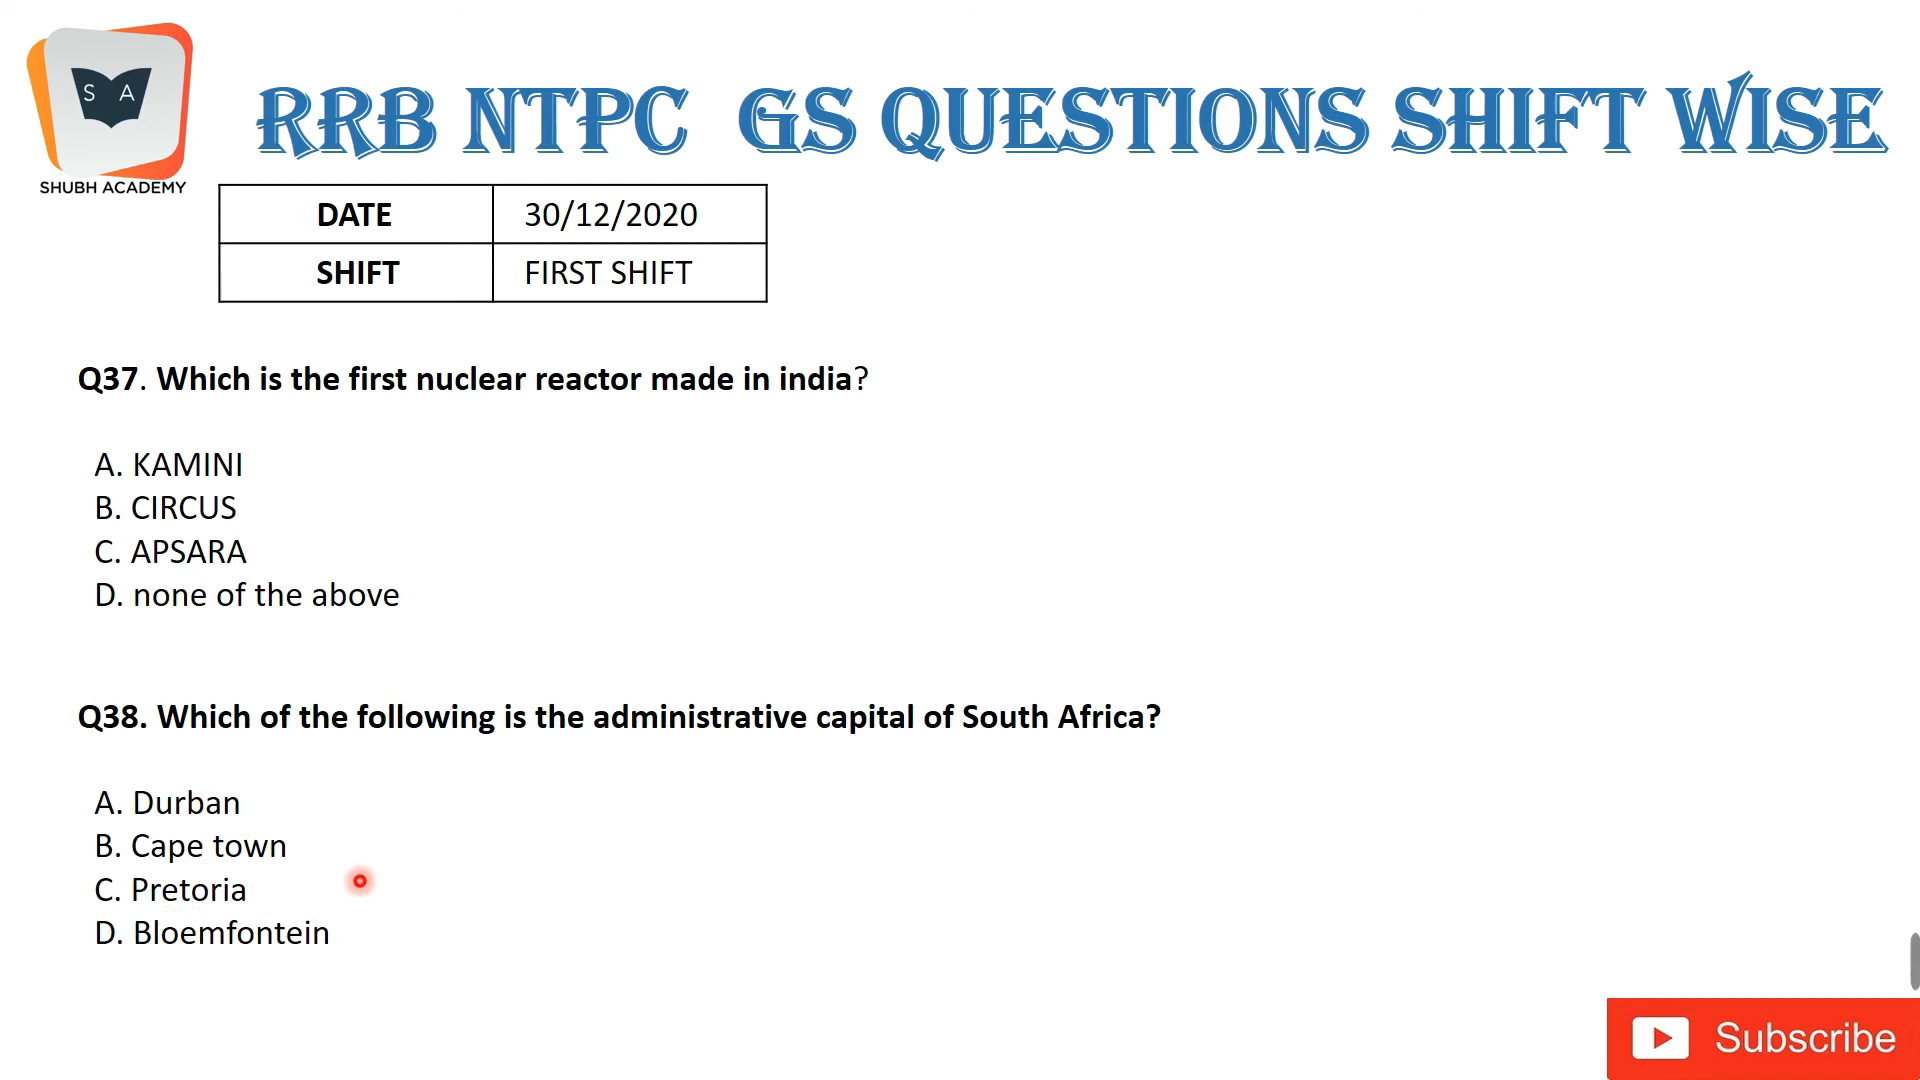 S A
SHUBH ACADEMY
RRB NTPC GS QUESTIONS SHIFT WISE
DATE 30/12/2020
SHIFT FIRST SHIFT
Q37. Which is the first nuclear reactor made in india?
A. KAMINI
B. CIRCUS
C. APSARA
D. none of the above
Q38. Which of the following is the administrative capital of South Africa?
A. Durban
B. Cape town
C. Pretoria
D. Bloemfontein
Subscribe